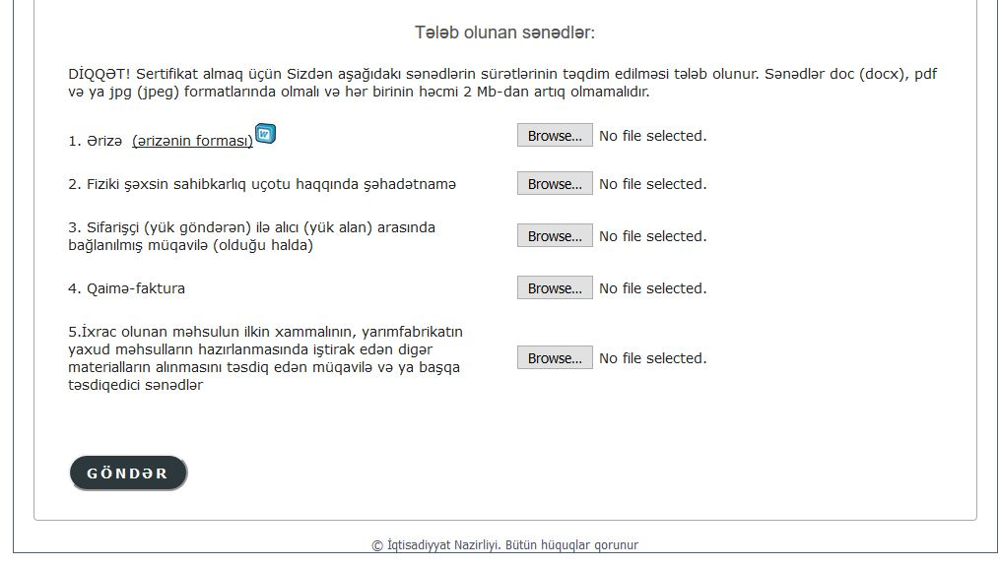 Tələb olunan sənədlər:
DİQQƏT! Sertifikat almaq üçün Sizdən aşağıdakı sənədlərin sürətlərinin təqdim edilməsi tələb olunur. Sənədlər doc (docx), pdf
və ya jpg (jpeg) formatlarında olmalı və hər birinin həcmi 2 Mb-dan artıq olmamalıdır.
1. Ərizə (ərizənin forması) Browse... No file selected.
2. Fiziki şəxsin sahibkarlıq uçotu haqqında şəhadətnamə Browse... No file selected.
3. Sifarişçi (yük göndərən) ilə alıcı (yük alan) arasında
bağlanılmış müqavilə (olduğu halda)
Browse... No file selected.
4. Qaimə-faktura Browse... No file selected.
5.İxrac olunan məhsulun ilkin xammalının, yarımfabrikatın
yaxud məhsulların hazırlanmasında iştirak edən digər
materialların alınmasını təsdiq edən müqavilə və ya başqa
təsdiqedici sənədlər
Browse... No file selected.
GÖNDƏR
© İqtisadiyyat Nazirliyi. Bütün hüquqlar qorunur